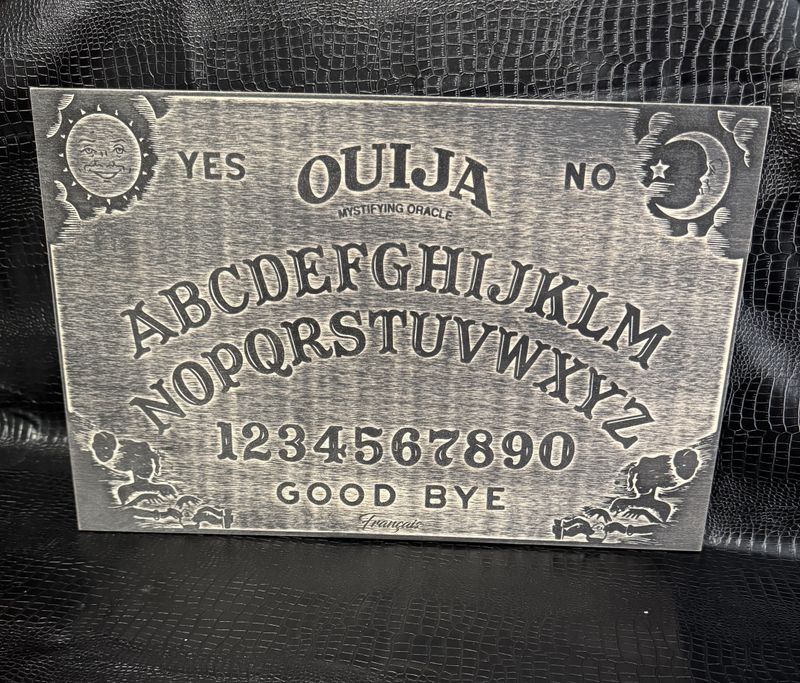 YES OUIJA NO
MYSTIFYING ORACLE
ABCDEFGHIJKLM
NOPQRSTUVWXYZ
1234567890
GOOD BYE
Français